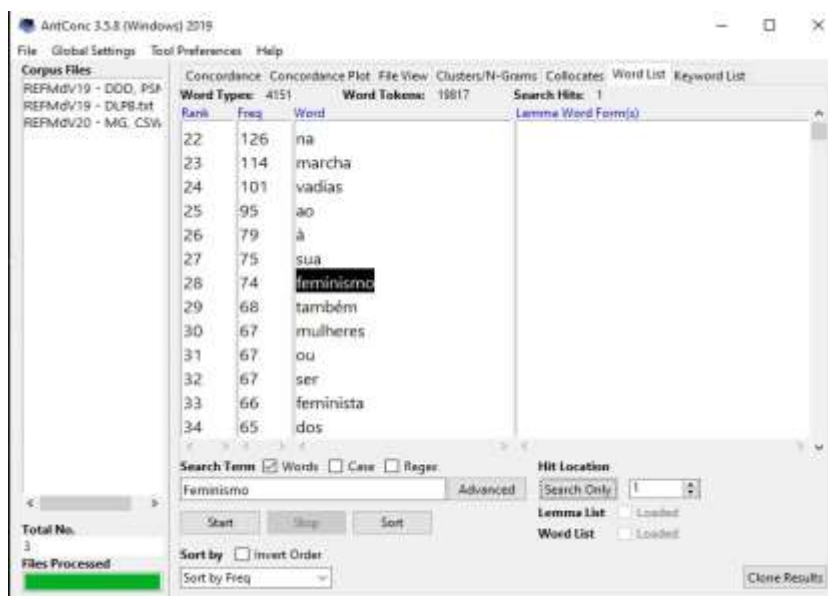 AntConc 3.5.8 (Windows) 2019
File Global Settings Tool Preferences Help
Corpus Files
REFMdV19 - DDD, PSM
REFMdV19 - DLPB.txt
REFMdV20 - MG, CSW
Total No.
3
Files Processed
Concordance Concordance Plot File View Clusters/N-Grams Collocates Word List Keyword List
Word Types: 4151 Word Tokens: 19817 Search Hits: 1
Rank Freq Word Lemma Word Form(s)
22 126 na
23 114 marcha
24 101 vadias
25 95 ao
26 79 à
27 75 sua
28 74 feminismo
29 68 também
30 67 mulheres
31 67 ou
32 67 ser
33 66 feminista
34 65 dos
Search Term Words Case Regex Hit Location
Feminismo Advanced Search Only 1
Start Stop Sort Lemma List Loaded
Word List Loaded
Sort by Invert Order
Sort by Freq Clone Results